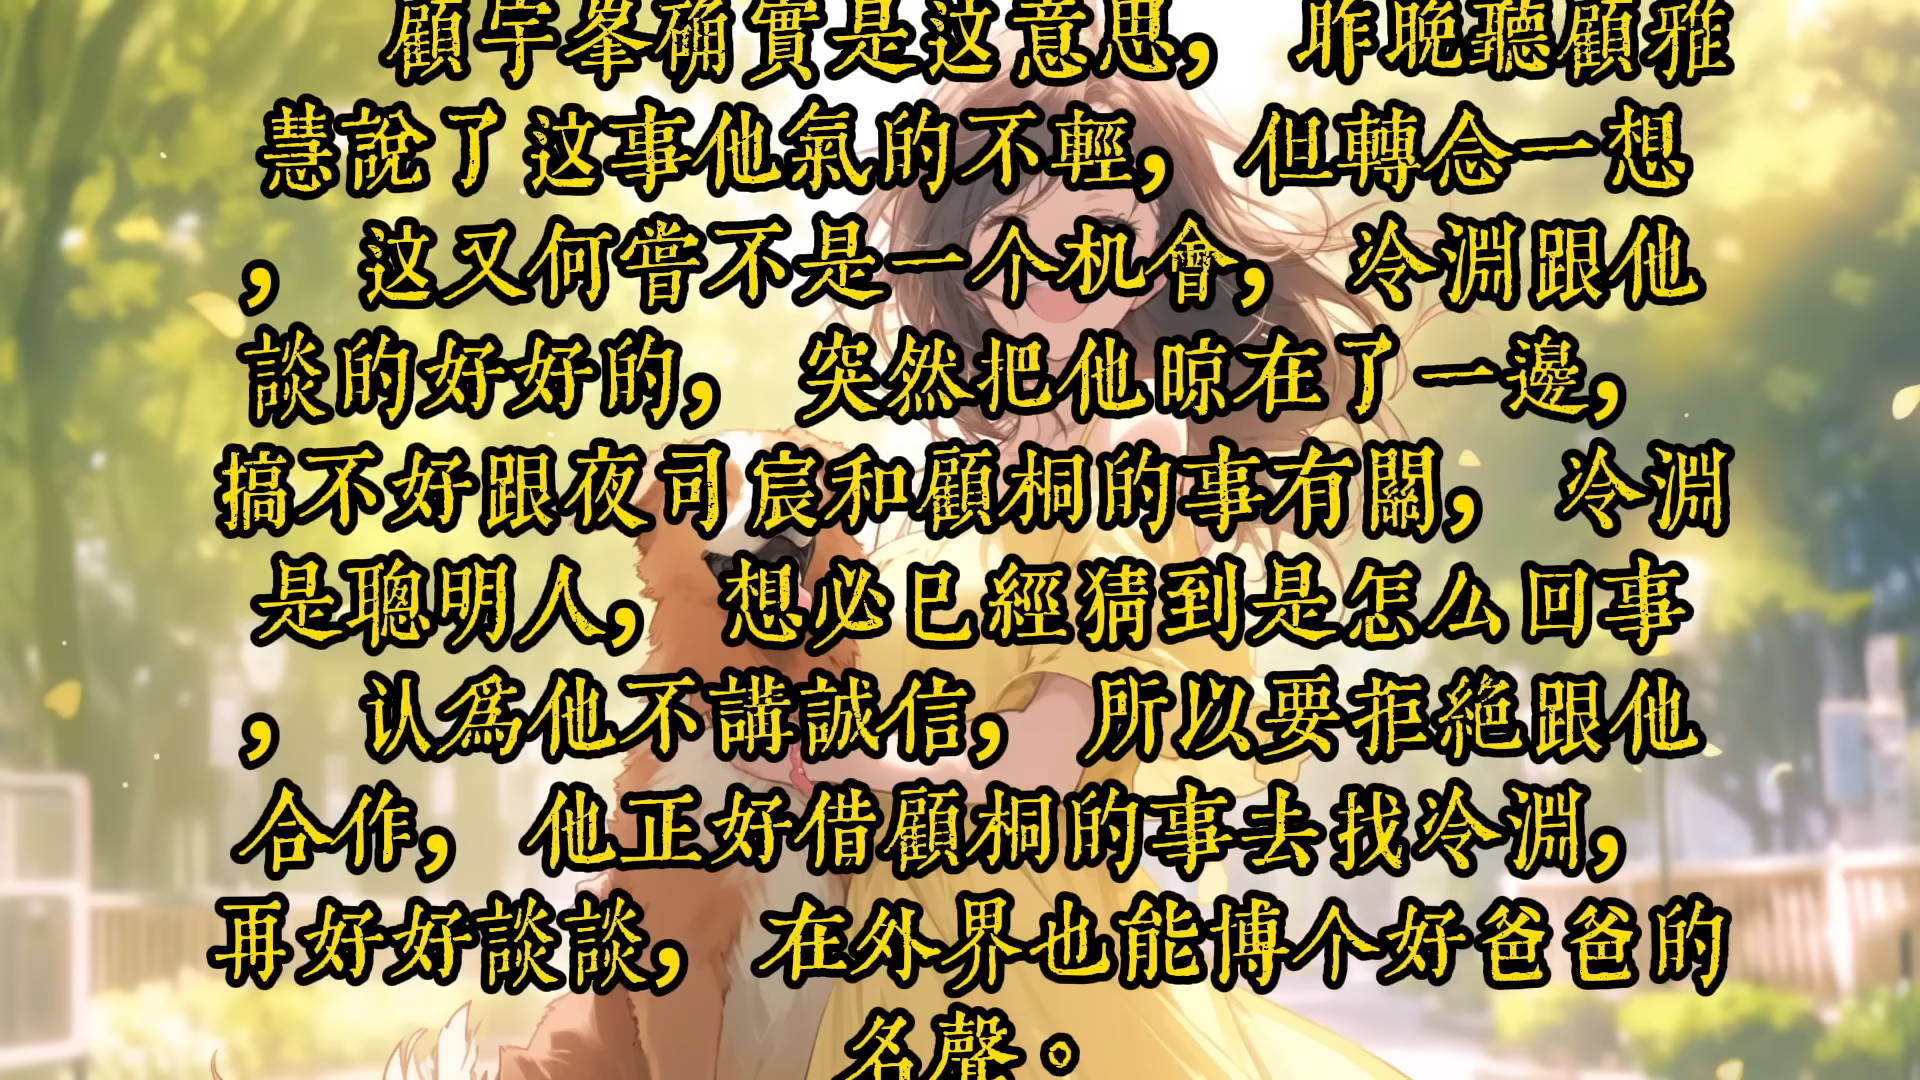 顧宇峯确實是这意思， 昨晚聽顧雅
慧說了这事他氣的不輕， 但轉念一想
， 这又何嘗不是一个机會， 冷淵跟他
談的好好的， 突然把他晾在了一邊，
搞不好跟夜司宸和顧桐的事有關， 冷淵
是聰明人， 想必已經猜到是怎么回事
， 认爲他不講誠信， 所以要拒絶跟他
合作， 他正好借顧桐的事去找冷淵，
再好好談談， 在外界也能博个好爸爸的
名聲。